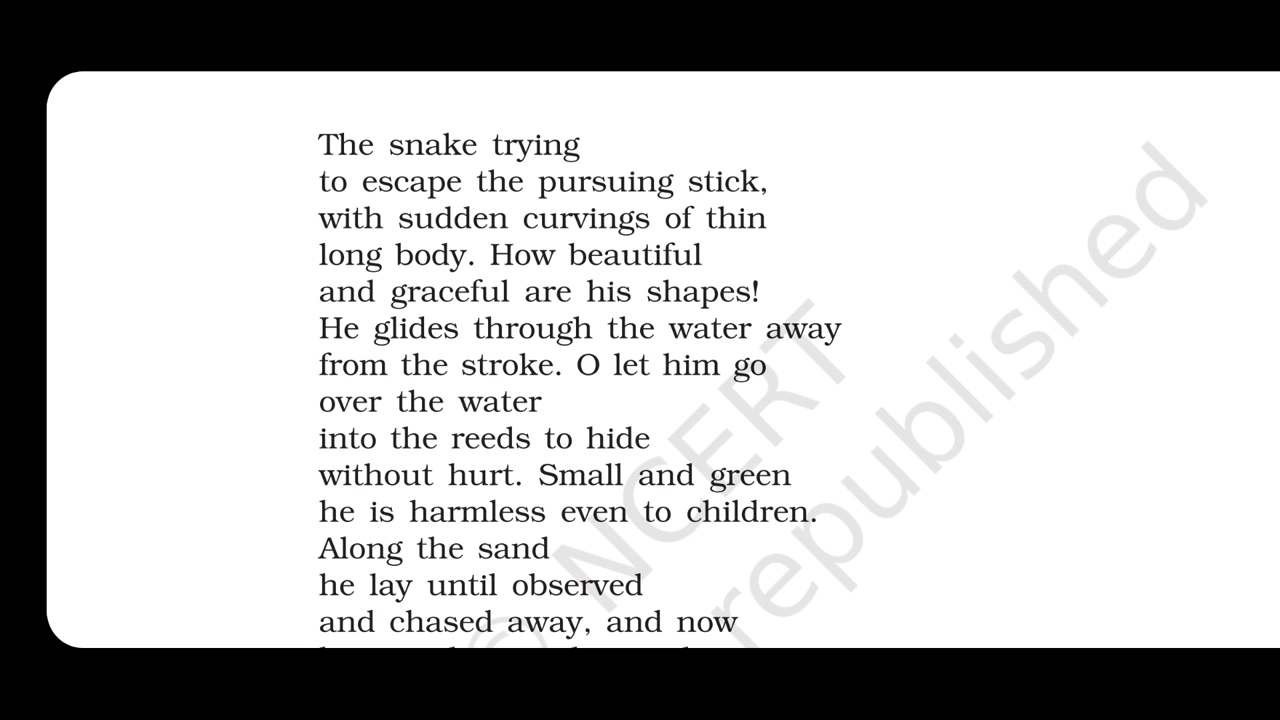 The snake trying
to escape the pursuing stick,
with sudden curvings of thin
long body. How beautiful
and graceful are his shapes!
He glides through the water away
from the stroke. O let him go
over the water
into the reeds to hide
without hurt. Small and green
he is harmless even to children.
Along the sand
he lay until observed
and chased away, and now
© NCERT
republished